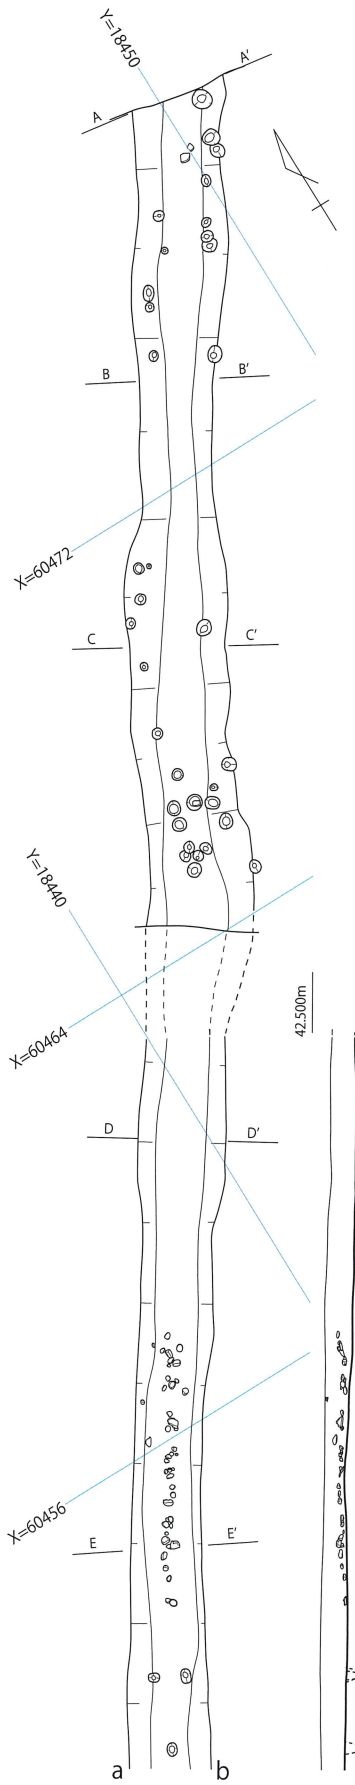 Y=18450
A
A'
B
B'
X=60472
C
C'
Y=18440
X=60464
42.500m
D
D'
X=60456
E
E'
a
b